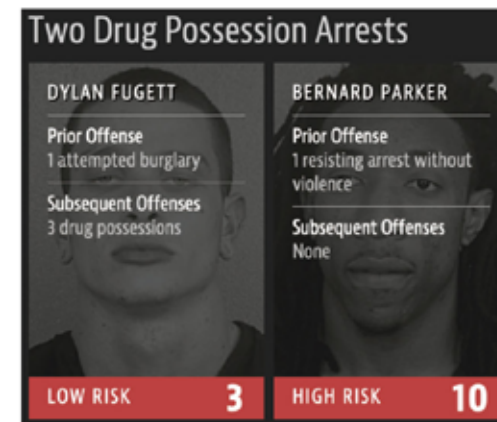 Two Drug Possession Arrests
DYLAN FUGETT
Prior Offense
1 attempted burglary
Subsequent Offenses
3 drug possessions
LOW RISK 3
BERNARD PARKER
Prior Offense
1 resisting arrest without
violence
Subsequent Offenses
None
HIGH RISK 10